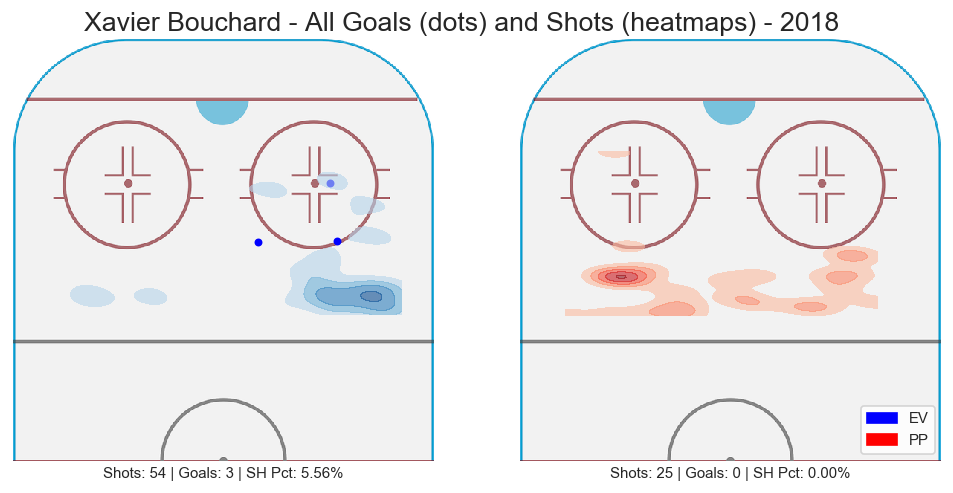 Xavier Bouchard - All Goals (dots) and Shots (heatmaps) - 2018
EV
PP
Shots: 54 | Goals: 3 | SH Pct: 5.56%
Shots: 25 | Goals: 0 | SH Pct: 0.00%